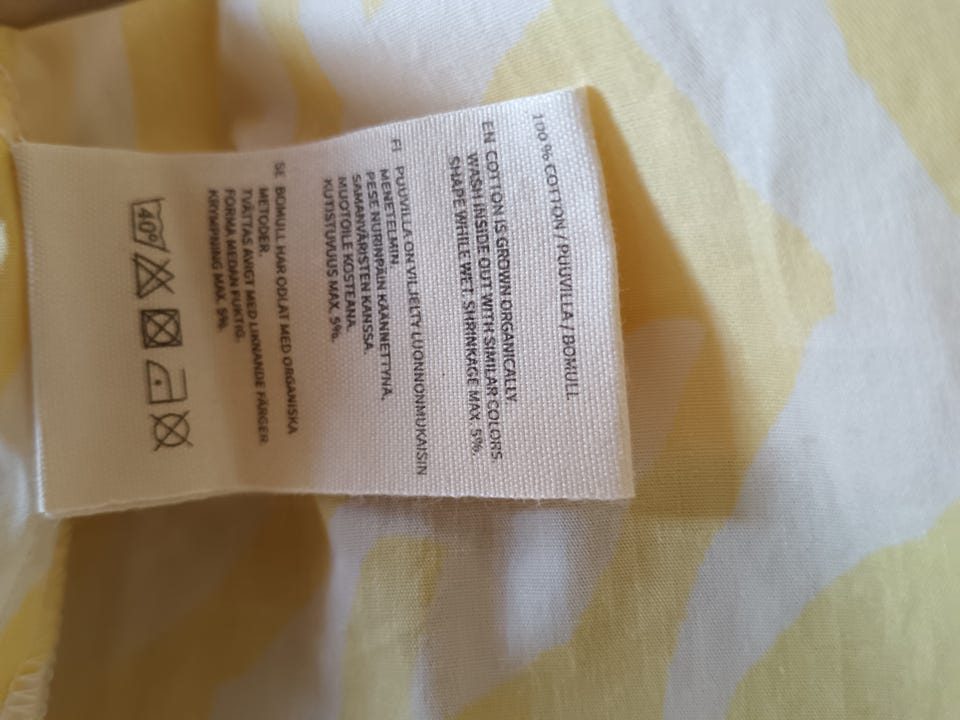 100 % COTTON / PUUVILLA / BOMULL
EN COTTON IS GROWN ORGANICALLY.
WASH INSIDE OUT WITH SIMILAR COLORS.
SHAPE WHILE WET. SHRINKAGE MAX. 5%.
FI PUUVILLA ON VILJELTY LUONNONMUKAISIN
MENETELMIN.
PESE NURINPÄIN KÄÄNNETTYNÄ,
SAMANVÄRISTEN KANSSA.
MUOTOILE KOSTEANA.
KUTISTUVUUS MAX. 5%.
SE BOMULL HAR ODLAT MED ORGANISKA
METODER.
TVÄTTAS AVIGT MED LIKNANDE FÄRGER.
FORMA MEDAN FUKTIG.
KRYMPNING MAX. 5%.
40°